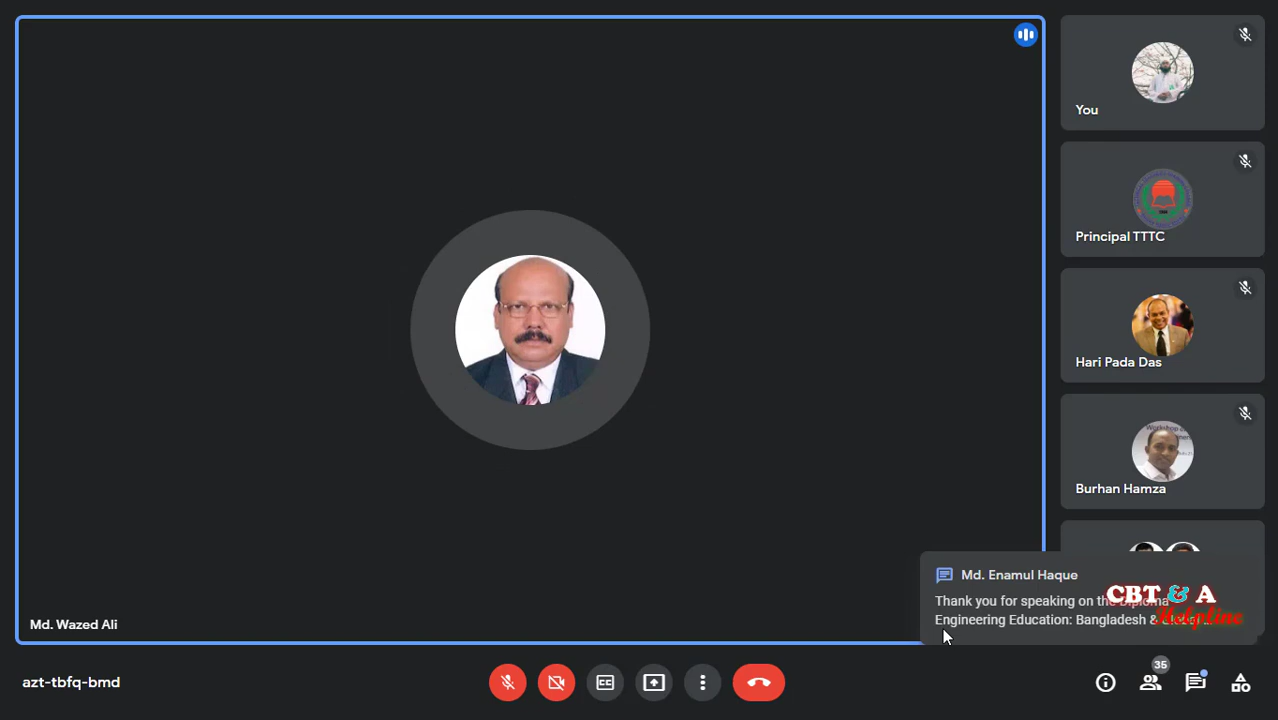 You
Principal TTTC
Hari Pada Das
Burhan Hamza
Md. Enamul Haque
Thank you for speaking on the Diploma
Engineering Education: Bangladesh &
CBT & A
Helpline
Md. Wazed Ali
azt-tbfq-bmd
CC
35